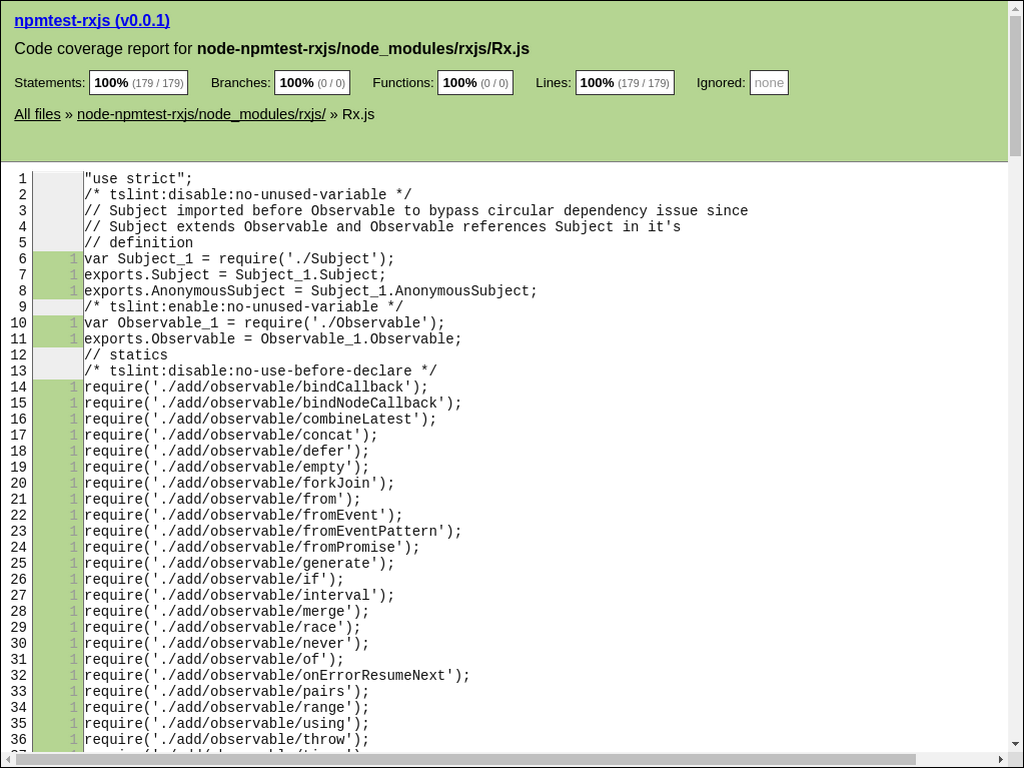 npmtest-rxjs (v0.0.1)
Code coverage report for node-npmtest-rxjs/node_modules/rxjs/Rx.js
Statements: 100% (179 / 179) Branches: 100% (0 / 0) Functions: 100% (0 / 0) Lines: 100% (179 / 179) Ignored: none
All files » node-npmtest-rxjs/node_modules/rxjs/ » Rx.js
1 "use strict";
2 /* tslint:disable:no-unused-variable */
3 // Subject imported before Observable to bypass circular dependency issue since
4 // Subject extends Observable and Observable references Subject in it's
5 // definition
6 1 var Subject_1 = require('./Subject');
7 1 exports.Subject = Subject_1.Subject;
8 1 exports.AnonymousSubject = Subject_1.AnonymousSubject;
9 /* tslint:enable:no-unused-variable */
10 1 var Observable_1 = require('./Observable');
11 1 exports.Observable = Observable_1.Observable;
12 // statics
13 /* tslint:disable:no-use-before-declare */
14 1 require('./add/observable/bindCallback');
15 1 require('./add/observable/bindNodeCallback');
16 1 require('./add/observable/combineLatest');
17 1 require('./add/observable/concat');
18 1 require('./add/observable/defer');
19 1 require('./add/observable/empty');
20 1 require('./add/observable/forkJoin');
21 1 require('./add/observable/from');
22 1 require('./add/observable/fromEvent');
23 1 require('./add/observable/fromEventPattern');
24 1 require('./add/observable/fromPromise');
25 1 require('./add/observable/generate');
26 1 require('./add/observable/if');
27 1 require('./add/observable/interval');
28 1 require('./add/observable/merge');
29 1 require('./add/observable/race');
30 1 require('./add/observable/never');
31 1 require('./add/observable/of');
32 1 require('./add/observable/onErrorResumeNext');
33 1 require('./add/observable/pairs');
34 1 require('./add/observable/range');
35 1 require('./add/observable/using');
36 1 require('./add/observable/throw');